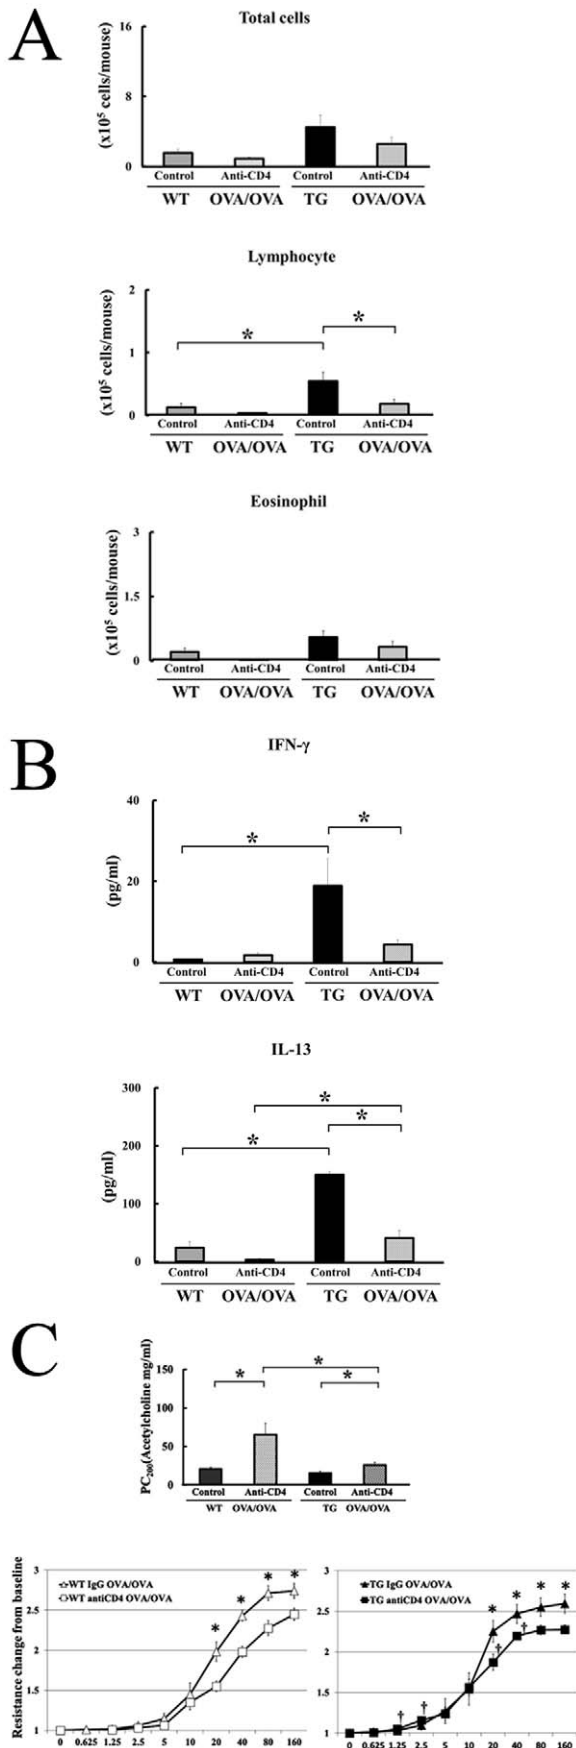 A
Total cells
(x10⁵ cells/mouse)
16
8
0
Control Anti-CD4 Control Anti-CD4
WT OVA/OVA TG OVA/OVA
Lymphocyte
(x10⁵ cells/mouse)
2
1
0
*
*
Control Anti-CD4 Control Anti-CD4
WT OVA/OVA TG OVA/OVA
Eosinophil
(x10⁵ cells/mouse)
3
1.5
0
Control Anti-CD4 Control Anti-CD4
WT OVA/OVA TG OVA/OVA
B
IFN-γ
(pg/ml)
40
20
0
*
*
Control Anti-CD4 Control Anti-CD4
WT OVA/OVA TG OVA/OVA
IL-13
(pg/ml)
300
200
100
0
*
*
*
Control Anti-CD4 Control Anti-CD4
WT OVA/OVA TG OVA/OVA
C
PC₂₀₀(Acetylcholine mg/ml)
150
100
50
0
* * *
Control Anti-CD4 Control Anti-CD4
WT OVA/OVA TG OVA/OVA
Resistance change from baseline
3
2.5
2
1.5
1
WT IgG OVA/OVA
WT antiCD4 OVA/OVA
* * * *
0 0.625 1.25 2.5 5 10 20 40 80 160
3
2.5
2
1.5
1
TG IgG OVA/OVA
TG antiCD4 OVA/OVA
* * * *
† † † †
0 0.625 1.25 2.5 5 10 20 40 80 160